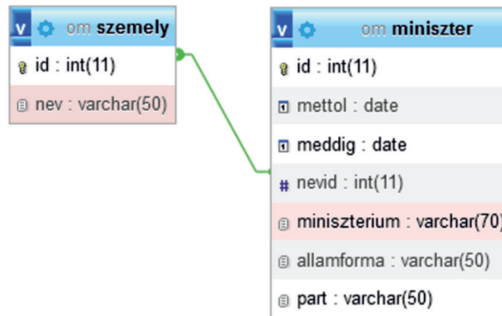 v om szemely
id : int(11)
nev : varchar(50)
v om miniszter
id : int(11)
mettol : date
meddig : date
# nevid : int(11)
miniszterium : varchar(70)
allamforma : varchar(50)
part : varchar(50)